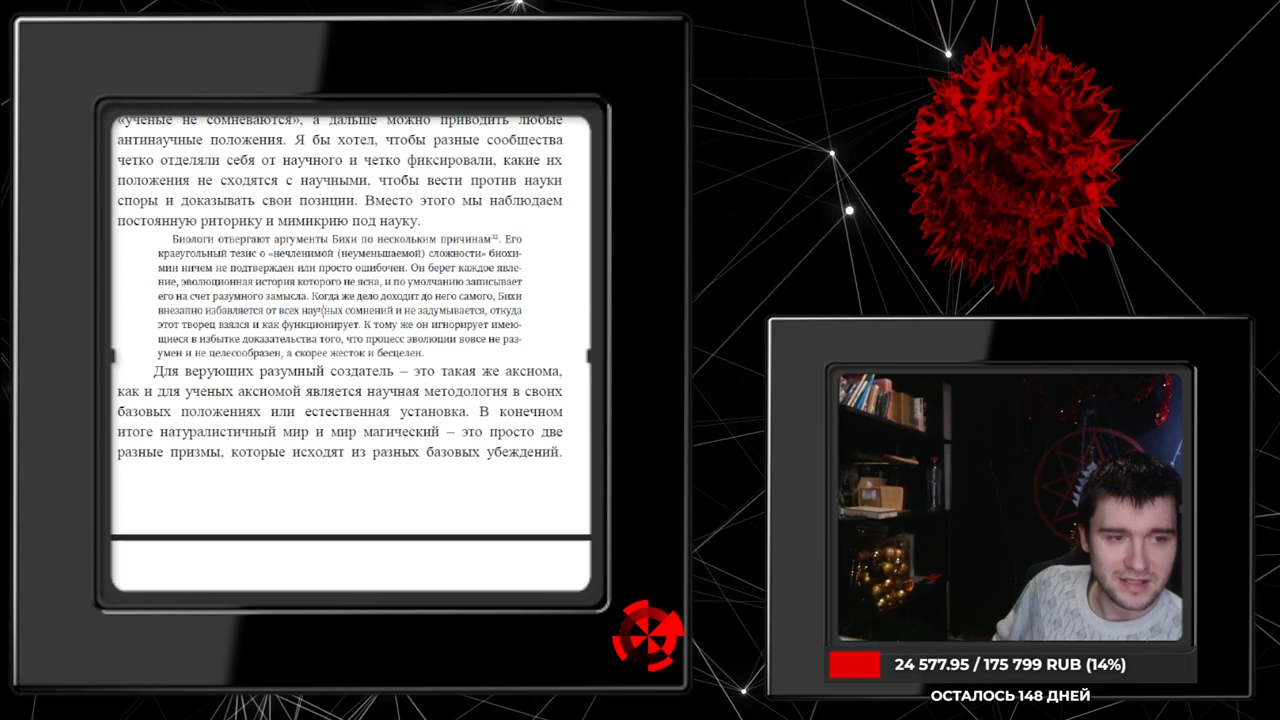 «ученые не сомневаются», а дальше можно приводить любые
антинаучные положения. Я бы хотел, чтобы разные сообщества
четко отделяли себя от научного и четко фиксировали, какие их
положения не сходятся с научными, чтобы вести против науки
споры и доказывать свои позиции. Вместо этого мы наблюдаем
постоянную риторику и мимикрию под науку.
Биологи отвергают аргументы Бихи по нескольким причинам³². Его
краеугольный тезис о «нечленимой (неуменьшаемой) сложности» биохи-
мии ничем не подтвержден или просто ошибочен. Он берет каждое явле-
ние, эволюционная история которого не ясна, и по умолчанию записывает
его на счет разумного замысла. Когда же дело доходит до него самого, Бихи
внезапно избавляется от всех научных сомнений и не задумывается, откуда
этот творец взялся и как функционирует. К тому же он игнорирует имею-
щиеся в избытке доказательства того, что процесс эволюции вовсе не раз-
умен и не целесообразен, а скорее жесток и бесцелен.
Для верующих разумный создатель – это такая же аксиома,
как и для ученых аксиомой является научная методология в своих
базовых положениях или естественная установка. В конечном
итоге натуралистичный мир и мир магический – это просто две
разные призмы, которые исходят из разных базовых убеждений.
24 577.95 / 175 799 RUB (14%)
ОСТАЛОСЬ 148 ДНЕЙ